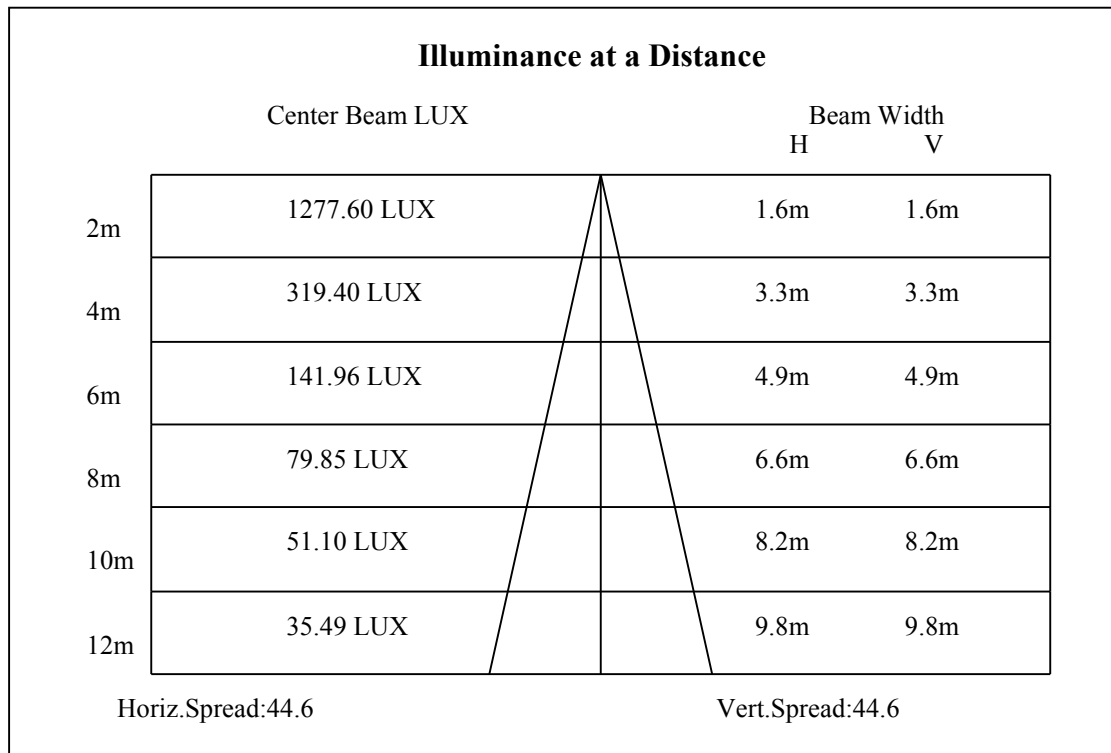 Illuminance at a Distance
Center Beam LUX Beam Width
H V
2m 1277.60 LUX 1.6m 1.6m
4m 319.40 LUX 3.3m 3.3m
6m 141.96 LUX 4.9m 4.9m
8m 79.85 LUX 6.6m 6.6m
10m 51.10 LUX 8.2m 8.2m
12m 35.49 LUX 9.8m 9.8m
Horiz.Spread:44.6 Vert.Spread:44.6